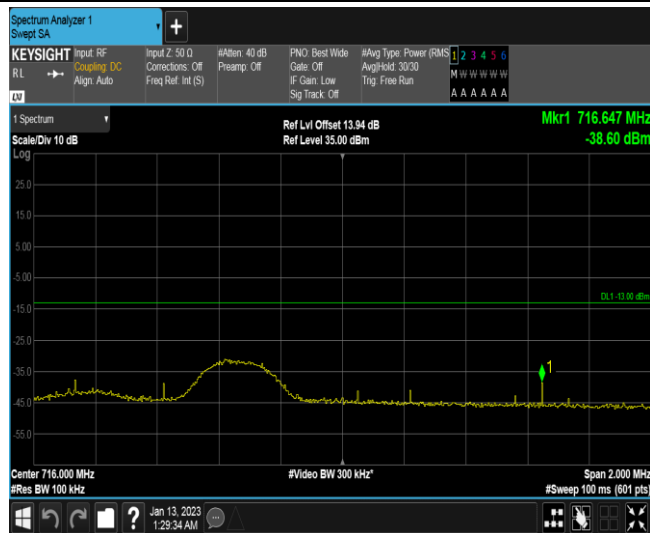 Spectrum Analyzer 1
Swept SA
+
KEYSIGHT
RL
LXI
Input: RF
Coupling: DC
Align: Auto
Input Z: 50 Ω
Corrections: Off
Freq Ref: Int (S)
#Atten: 40 dB
Preamp: Off
PNO: Best Wide
Gate: Off
IF Gain: Low
Sig Track: Off
#Avg Type: Power (RMS
Avg|Hold: 30/30
Trig: Free Run
1 2 3 4 5 6
M W W W W W
A A A A A A
1 Spectrum
Scale/Div 10 dB
Ref Lvl Offset 13.94 dB
Ref Level 35.00 dBm
Mkr1 716.647 MHz
-38.60 dBm
Log
25.0
15.0
5.00
-5.00
DL1 -13.00 dBm
-15.0
-25.0
-35.0
1
-45.0
-55.0
Center 716.000 MHz
#Res BW 100 kHz
#Video BW 300 kHz*
Span 2.000 MHz
#Sweep 100 ms (601 pts)
?
Jan 13, 2023
1:29:34 AM